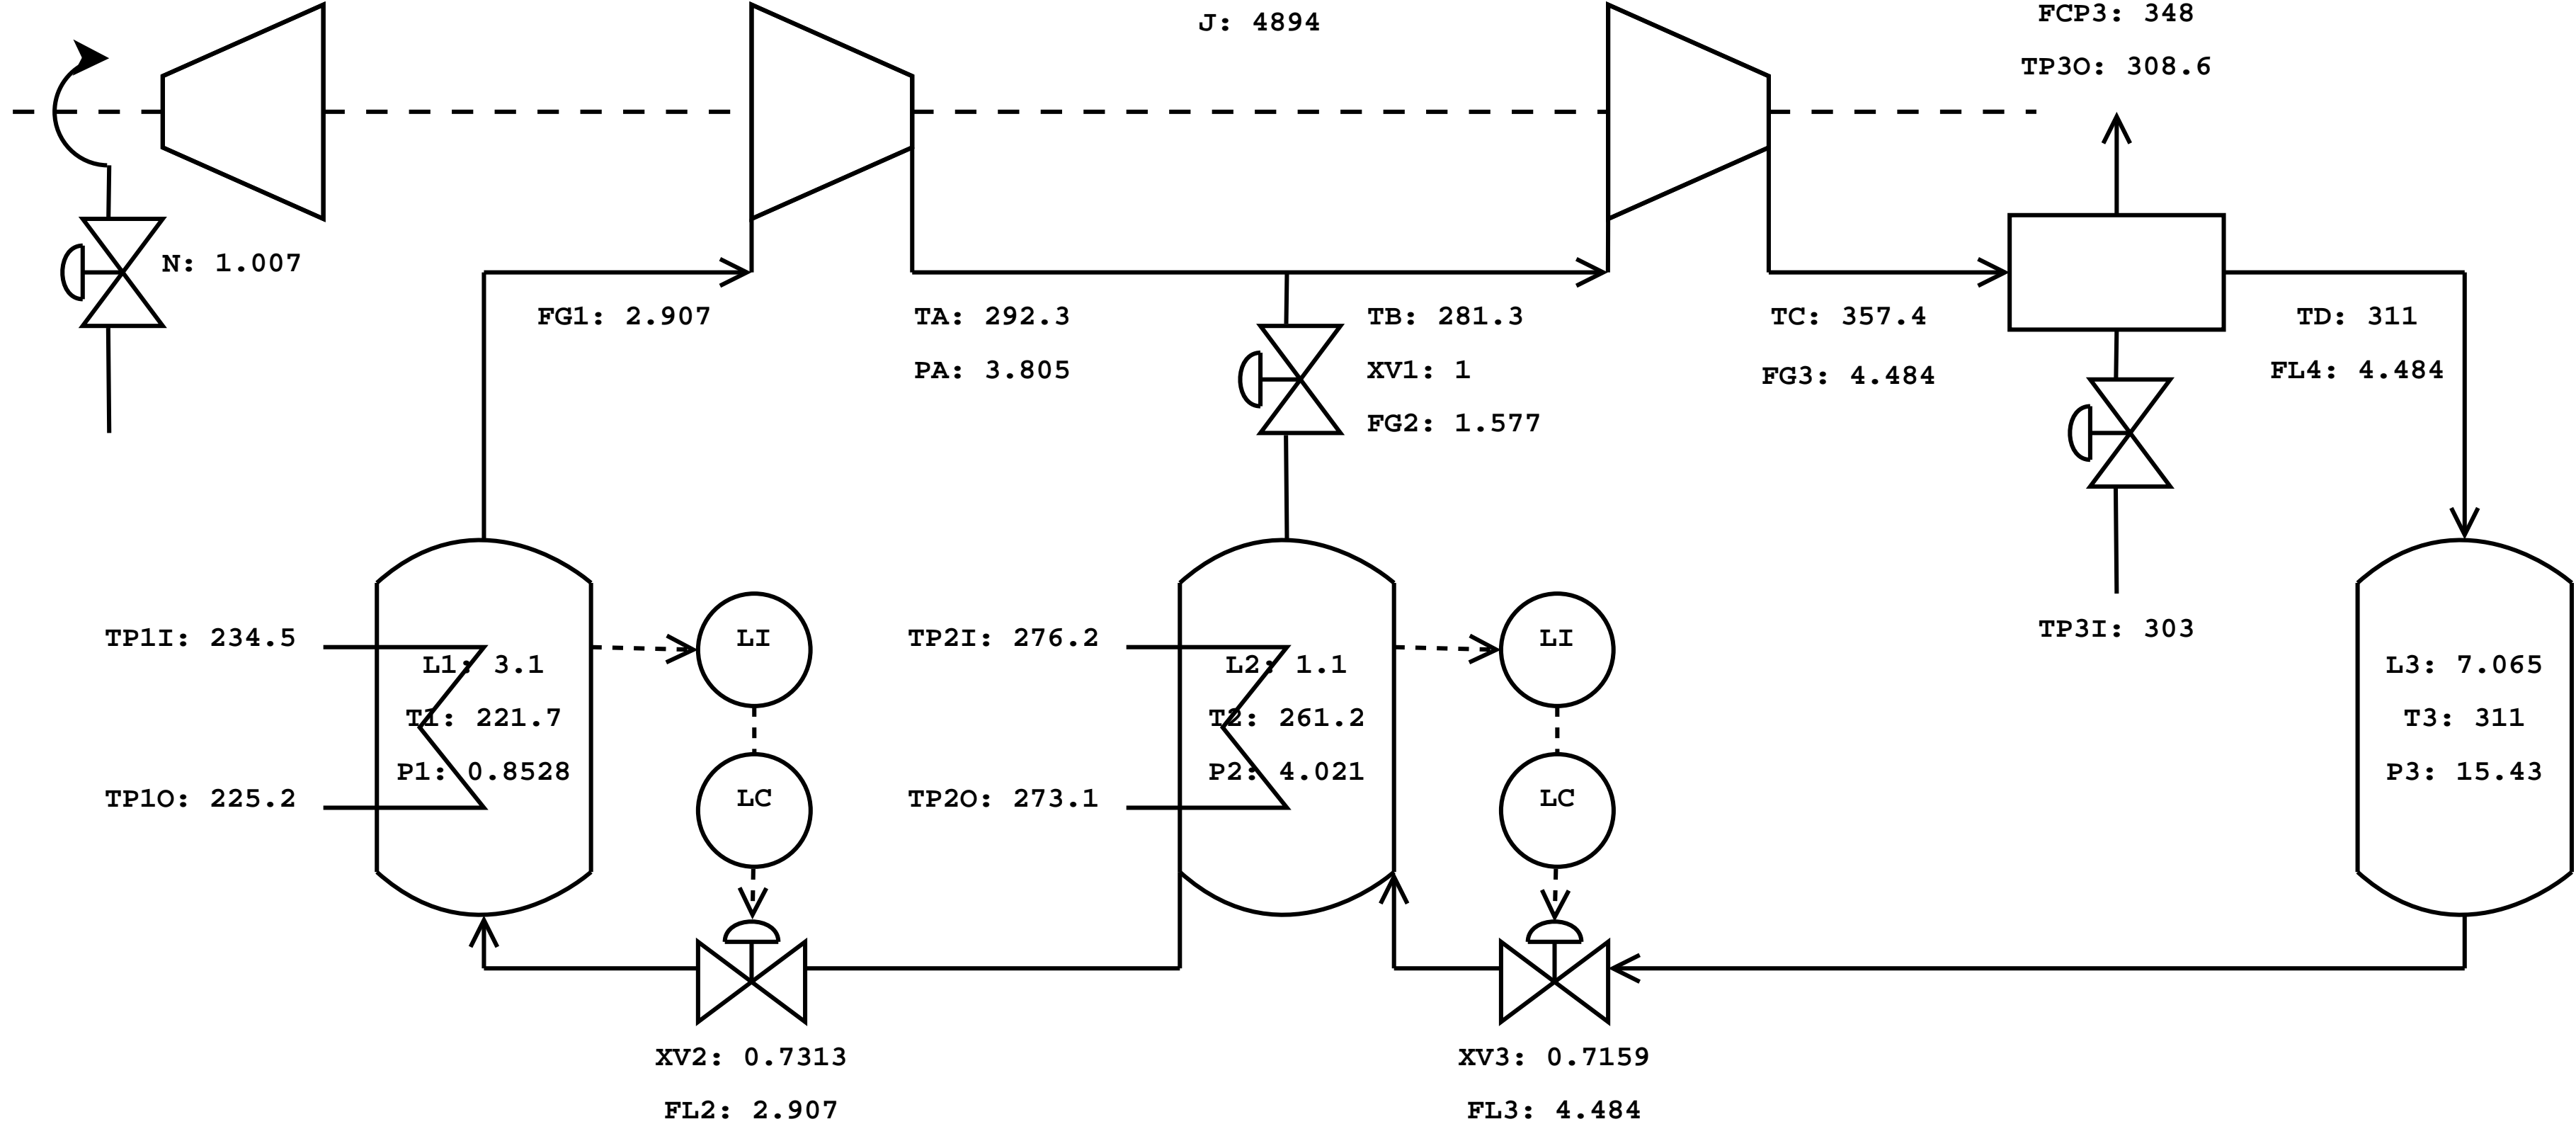 J: 4894
FCP3: 348
TP3O: 308.6
N: 1.007
FG1: 2.907
TA: 292.3
PA: 3.805
TB: 281.3
XV1: 1
FG2: 1.577
TC: 357.4
FG3: 4.484
TD: 311
FL4: 4.484
TP1I: 234.5
TP1O: 225.2
L1: 3.1
T1: 221.7
P1: 0.8528
LI
LC
TP2I: 276.2
TP2O: 273.1
L2: 1.1
T2: 261.2
P2: 4.021
LI
LC
TP3I: 303
L3: 7.065
T3: 311
P3: 15.43
XV2: 0.7313
FL2: 2.907
XV3: 0.7159
FL3: 4.484